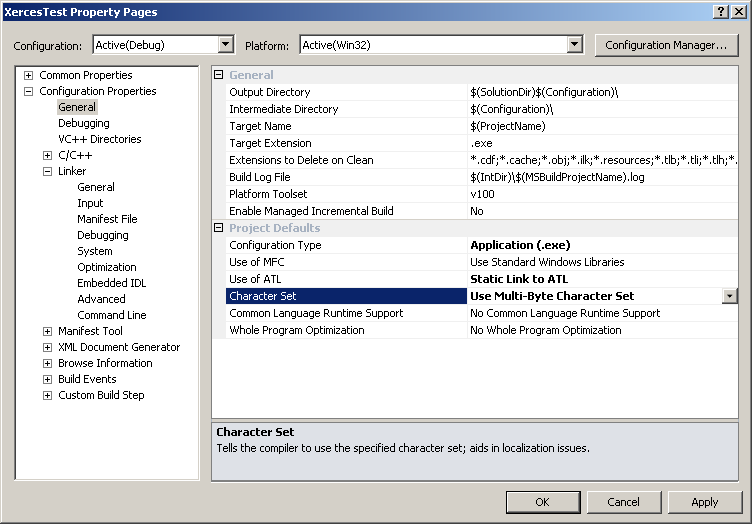 XercesTest Property Pages
Configuration: Active(Debug) Platform: Active(Win32) Configuration Manager...
Common Properties
Configuration Properties
General
Debugging
VC++ Directories
C/C++
Linker
General
Input
Manifest File
Debugging
System
Optimization
Embedded IDL
Advanced
Command Line
Manifest Tool
XML Document Generator
Browse Information
Build Events
Custom Build Step
General
Output Directory $(SolutionDir)$(Configuration)\
Intermediate Directory $(Configuration)\
Target Name $(ProjectName)
Target Extension .exe
Extensions to Delete on Clean *.cdf;*.cache;*.obj;*.ilk;*.resources;*.tlb;*.tli;*.tlh;*.
Build Log File $(IntDir)\$(MSBuildProjectName).log
Platform Toolset v100
Enable Managed Incremental Build No
Project Defaults
Configuration Type Application (.exe)
Use of MFC Use Standard Windows Libraries
Use of ATL Static Link to ATL
Character Set Use Multi-Byte Character Set
Common Language Runtime Support No Common Language Runtime Support
Whole Program Optimization No Whole Program Optimization
Character Set
Tells the compiler to use the specified character set; aids in localization issues.
OK Cancel Apply